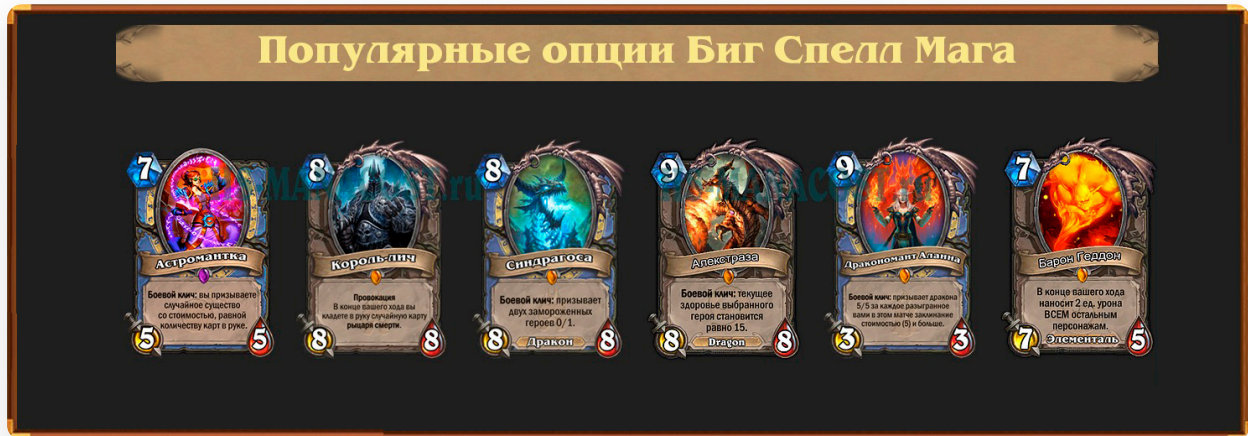 Популярные опции Биг Спелл Мага
7
Астромантка
Боевой клич: вы призываете
случайное существо
со стоимостью, равной
количеству карт в руке.
5
5
8
Король-лич
Провокация
В конце вашего хода вы
кладете в руку случайную карту
рыцаря смерти.
8
8
8
Синдрагоса
Боевой клич: призывает
двух замороженных
героев 0/1.
8
Дракон
8
9
Алекстраза
Боевой клич: текущее
здоровье выбранного
героя становится
равно 15.
8
Dragon
8
9
Дракономант Аланна
Боевой клич: призывает дракона
5/5 за каждое разыгранное
вами в этом матче заклинание
стоимостью (5) и больше.
3
3
7
Барон Геддон
В конце вашего хода
наносит 2 ед. урона
ВСЕМ остальным
персонажам.
7
Элементаль
5